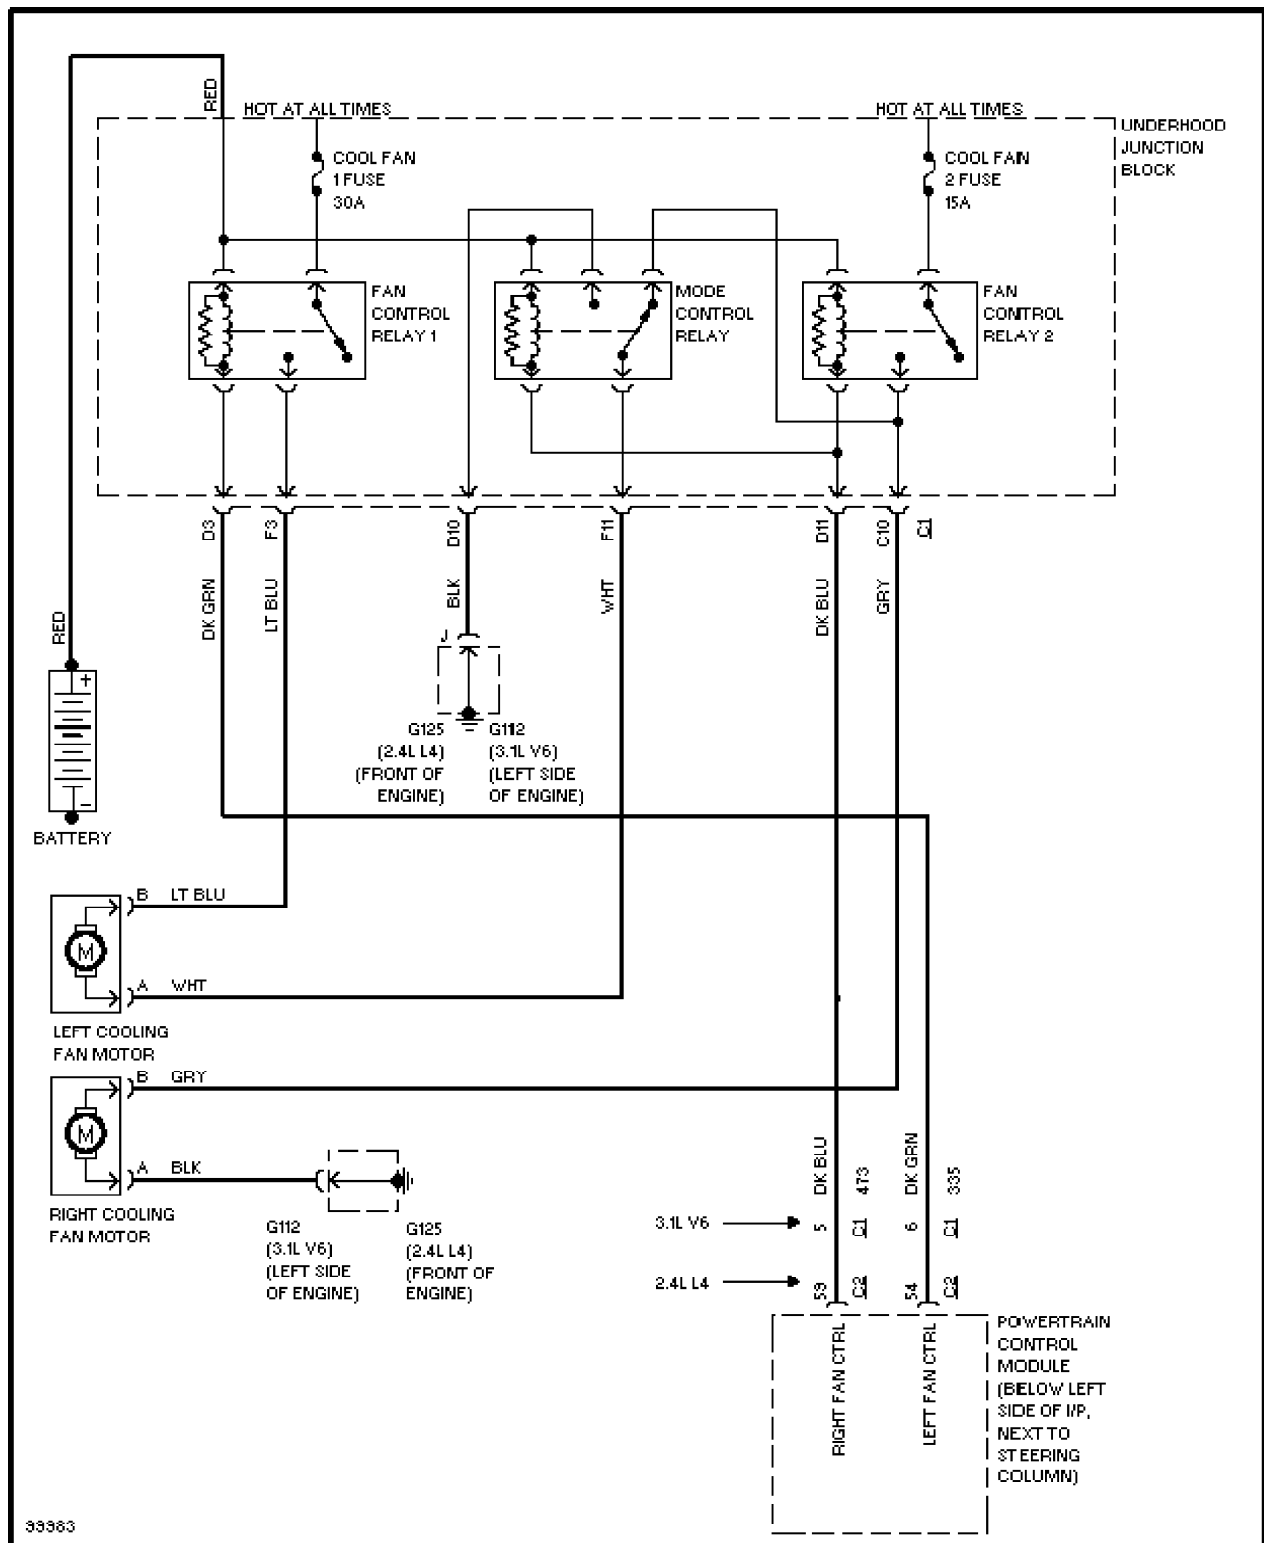 RED
HOT AT ALL TIMES
HOT AT ALL TIMES
UNDERHOOD
JUNCTION
BLOCK
COOL FAN
1 FUSE
30A
COOL FAN
2 FUSE
15A
FAN
CONTROL
RELAY 1
MODE
CONTROL
RELAY
FAN
CONTROL
RELAY 2
D3
F3
D10
F11
D11
C10
C1
DK GRN
LT BLU
BLK
WHT
DK BLU
GRY
RED
J
+
-
BATTERY
G125
(2.4L L4)
(FRONT OF
ENGINE)
G112
(3.1L V6)
(LEFT SIDE
OF ENGINE)
B LT BLU
M
A WHT
LEFT COOLING
FAN MOTOR
B GRY
M
A BLK
RIGHT COOLING
FAN MOTOR
G112
(3.1L V6)
(LEFT SIDE
OF ENGINE)
G125
(2.4L L4)
(FRONT OF
ENGINE)
DK BLU
473
DK GRN
335
3.1L V6
5
C1
6
C1
2.4L L4
59
C2
54
C2
RIGHT FAN CTRL
LEFT FAN CTRL
POWERTRAIN
CONTROL
MODULE
(BELOW LEFT
SIDE OF I/P,
NEXT TO
STEERING
COLUMN)
99983